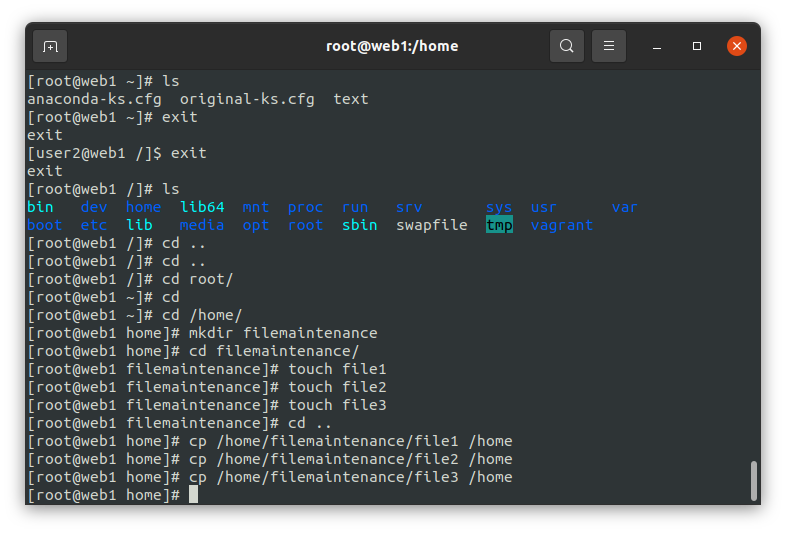 root@web1:/home
[root@web1 ~]# ls
anaconda-ks.cfg  original-ks.cfg  text
[root@web1 ~]# exit
exit
[user2@web1 /]$ exit
exit
[root@web1 /]# ls
bin   dev  home  lib64  mnt  proc  run   srv       sys  usr      var
boot  etc  lib   media  opt  root  sbin  swapfile  tmp  vagrant
[root@web1 /]# cd ..
[root@web1 /]# cd ..
[root@web1 /]# cd root/
[root@web1 ~]# cd
[root@web1 ~]# cd /home/
[root@web1 home]# mkdir filemaintenance
[root@web1 home]# cd filemaintenance/
[root@web1 filemaintenance]# touch file1
[root@web1 filemaintenance]# touch file2
[root@web1 filemaintenance]# touch file3
[root@web1 filemaintenance]# cd ..
[root@web1 home]# cp /home/filemaintenance/file1 /home
[root@web1 home]# cp /home/filemaintenance/file2 /home
[root@web1 home]# cp /home/filemaintenance/file3 /home
[root@web1 home]#